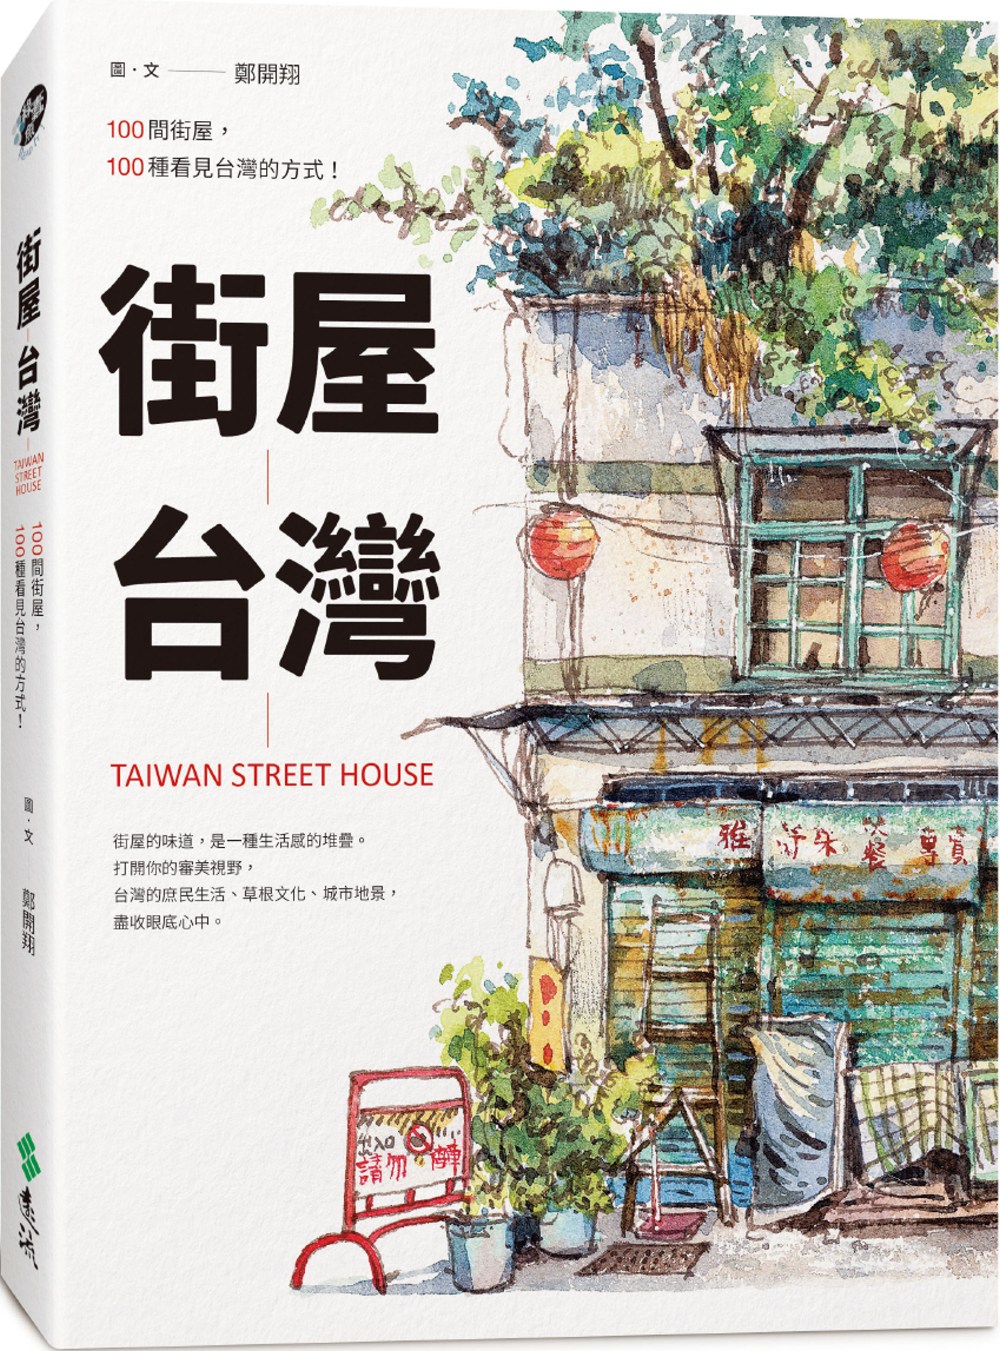 圖・文 鄭開翔
100間街屋，
100種看見台灣的方式！
街屋
台灣
TAIWAN STREET HOUSE
街屋的味道，是一種生活感的堆疊。
打開你的審美視野，
台灣的庶民生活、草根文化、城市地景，
盡收眼底心中。
請勿
專賣
街屋 台灣
TAIWAN
STREET
HOUSE
100間街屋，
100種看見台灣的方式！
圖・文 鄭開翔
遠流